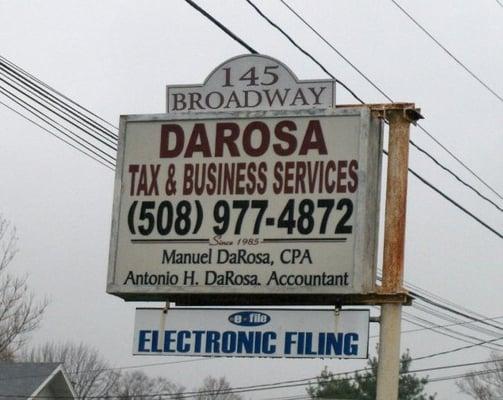 145
BROADWAY
DAROSA
TAX & BUSINESS SERVICES
(508) 977-4872
Since 1985
Manuel DaRosa, CPA
Antonio H. DaRosa. Accountant
e-file
ELECTRONIC FILING